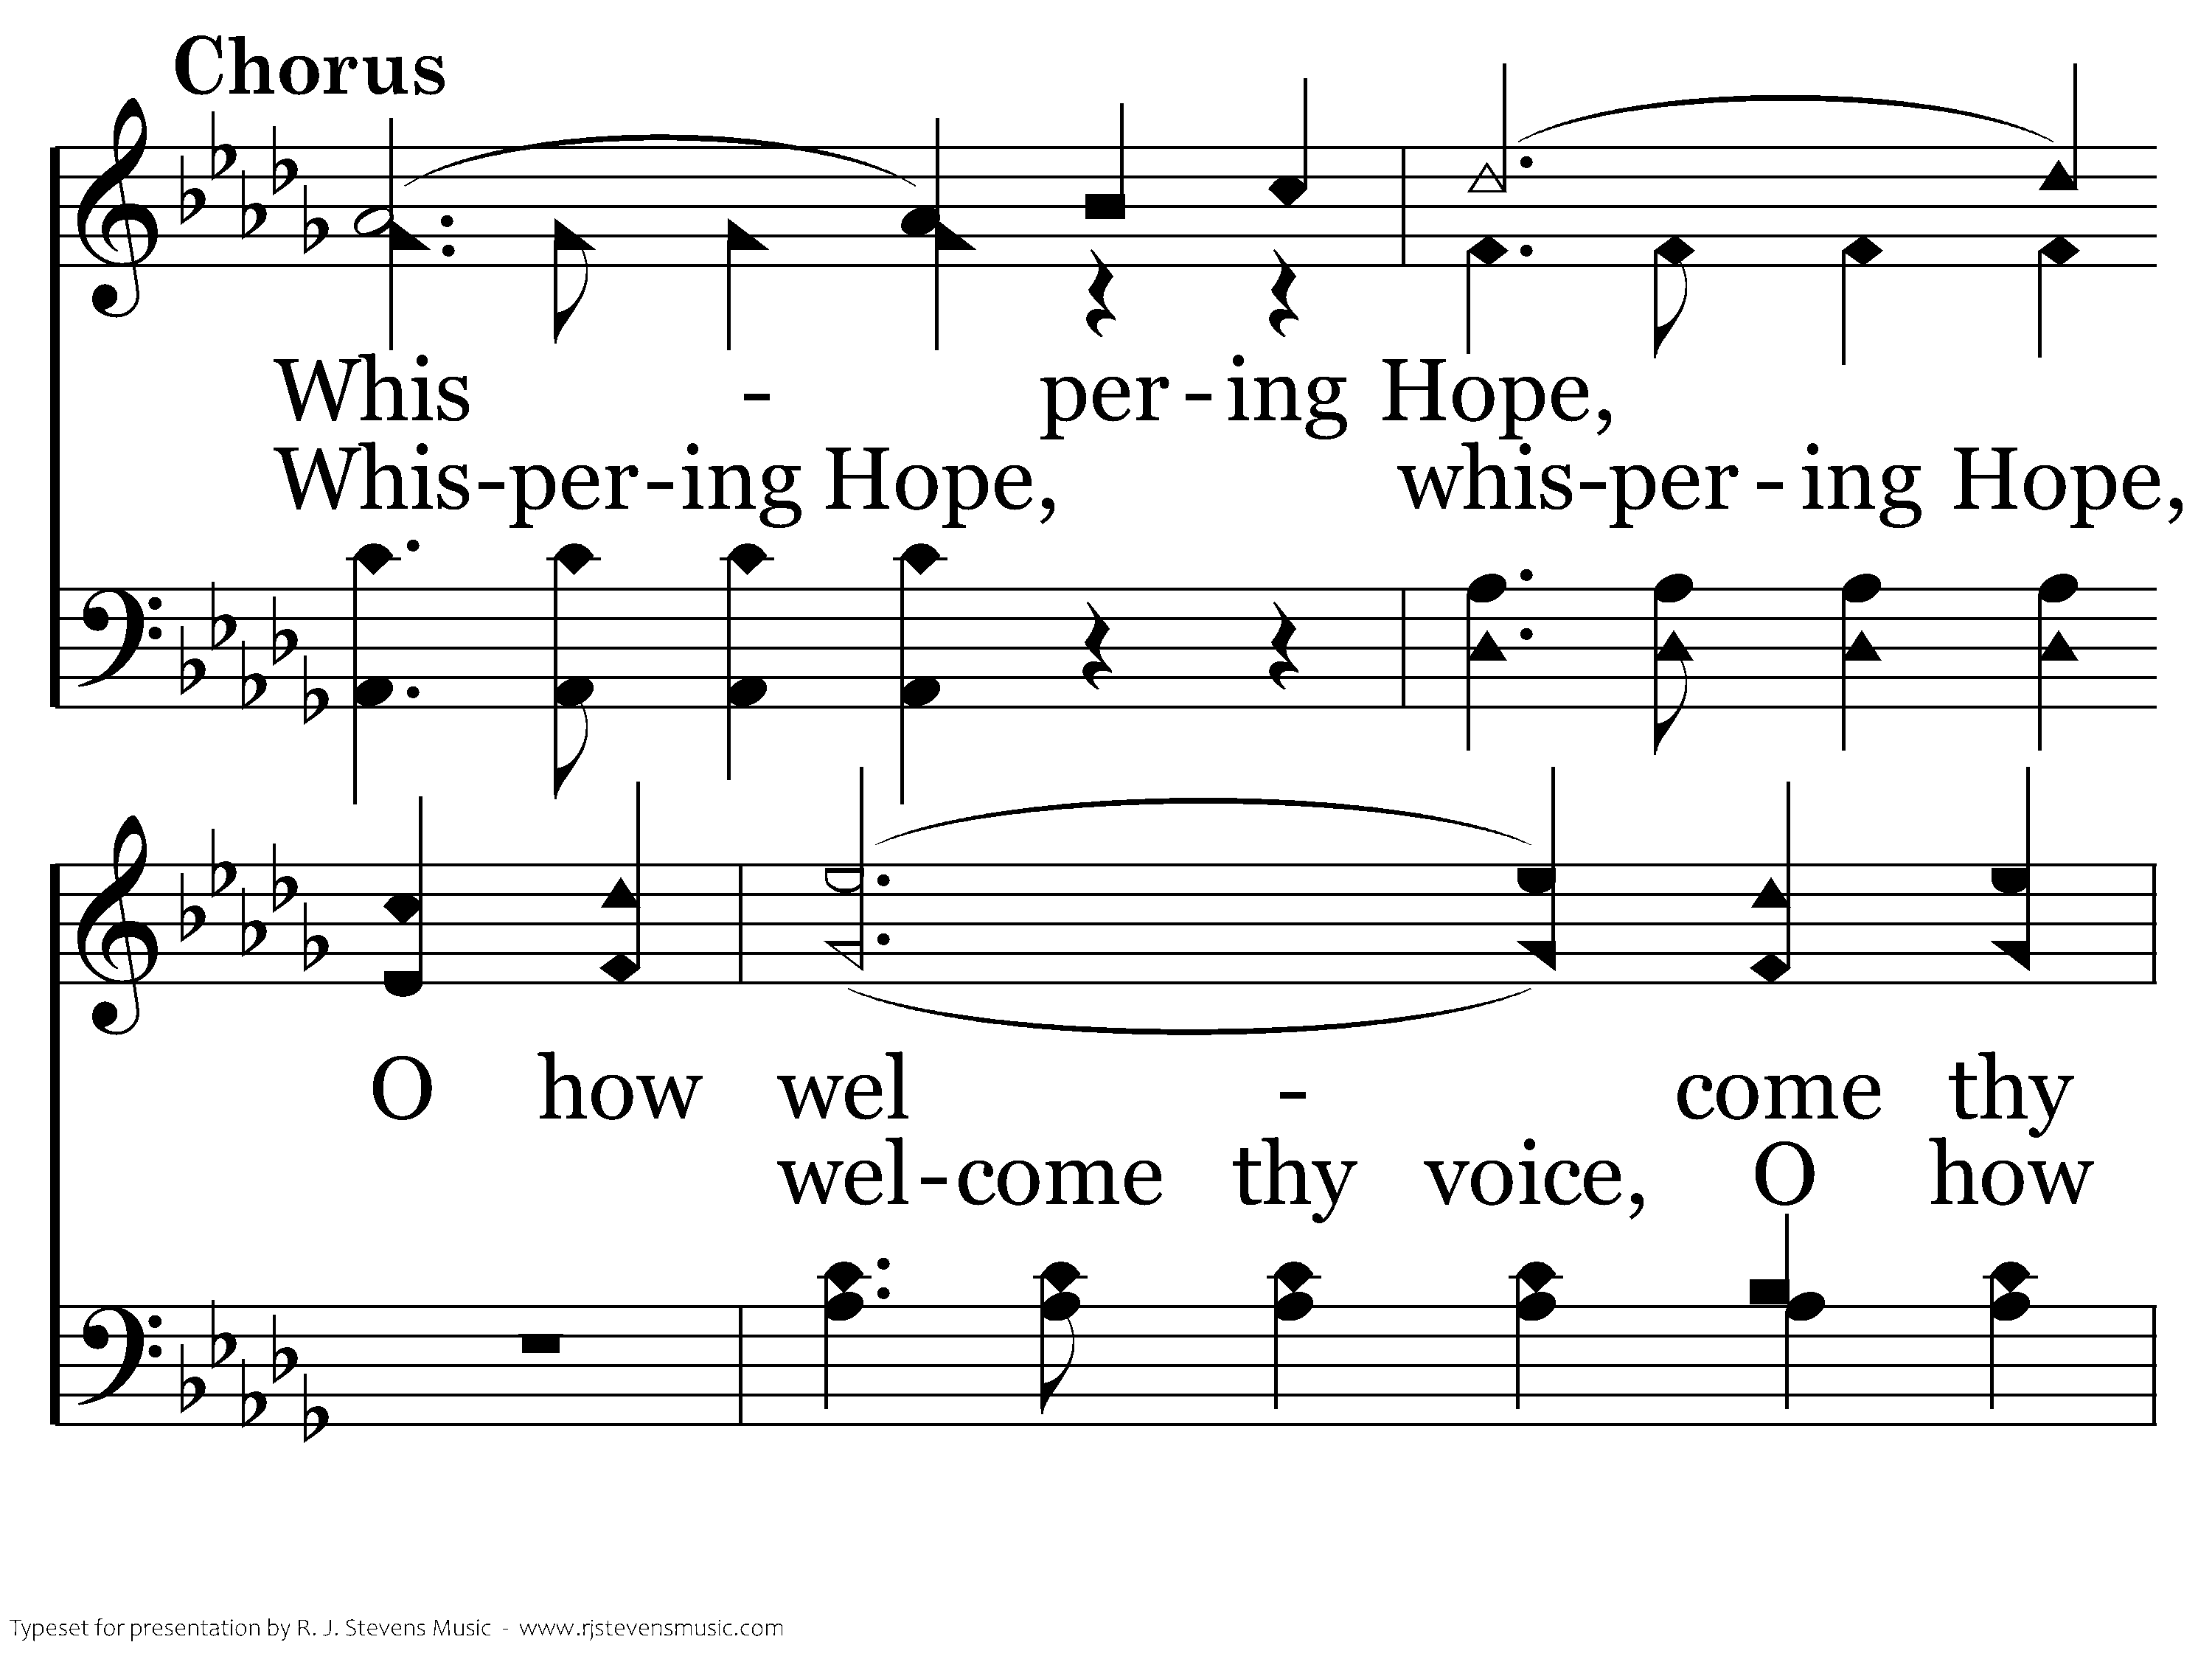 Chorus
Whis - per - ing Hope,
Whis-per-ing Hope, whis-per - ing Hope,
O how wel - come thy
wel-come thy voice, O how
Typeset for presentation by R. J. Stevens Music - www.rjstevensmusic.com